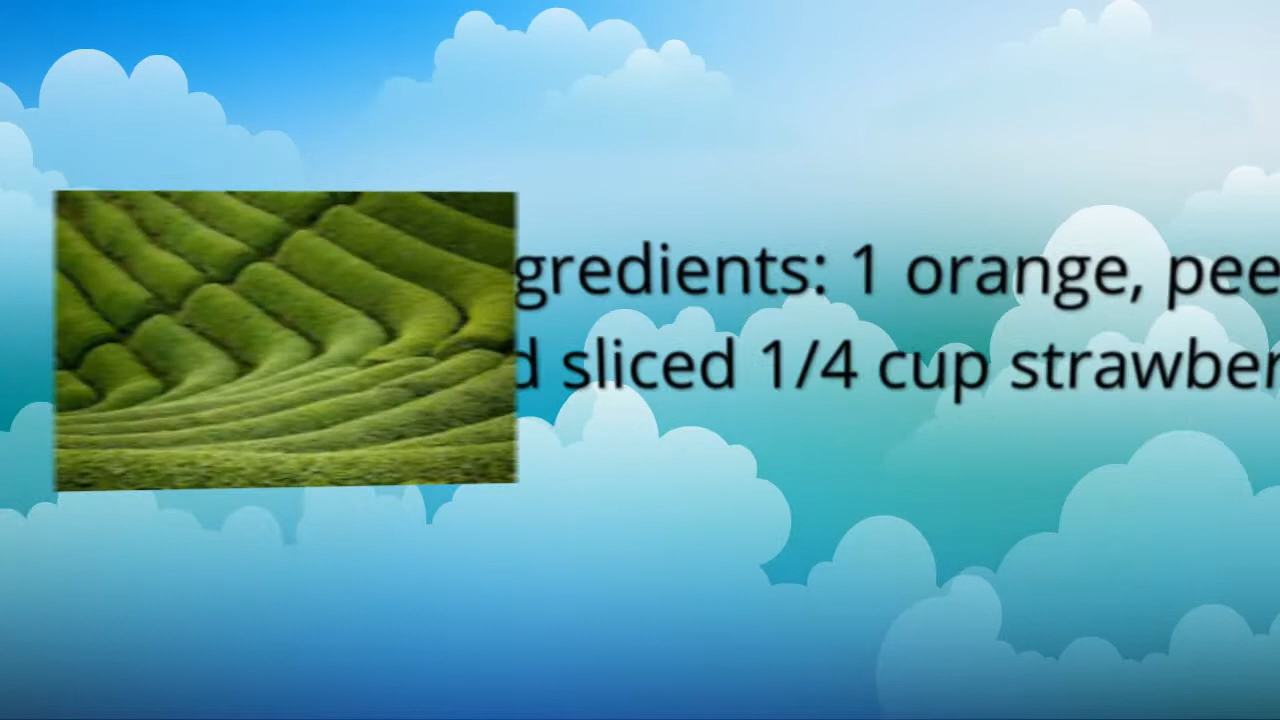 gredients: 1 orange, pee
d sliced 1/4 cup strawber